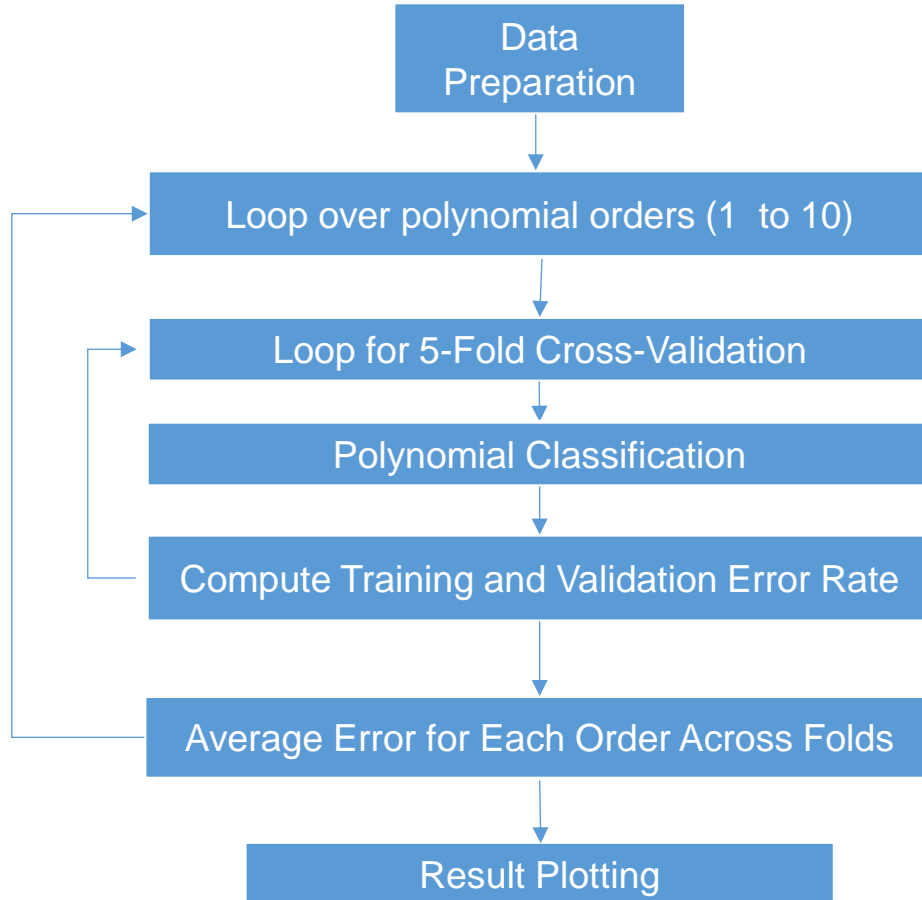 Data
Preparation
Loop over polynomial orders (1  to 10)
Loop for 5-Fold Cross-Validation
Polynomial Classification
Compute Training and Validation Error Rate
Average Error for Each Order Across Folds
Result Plotting